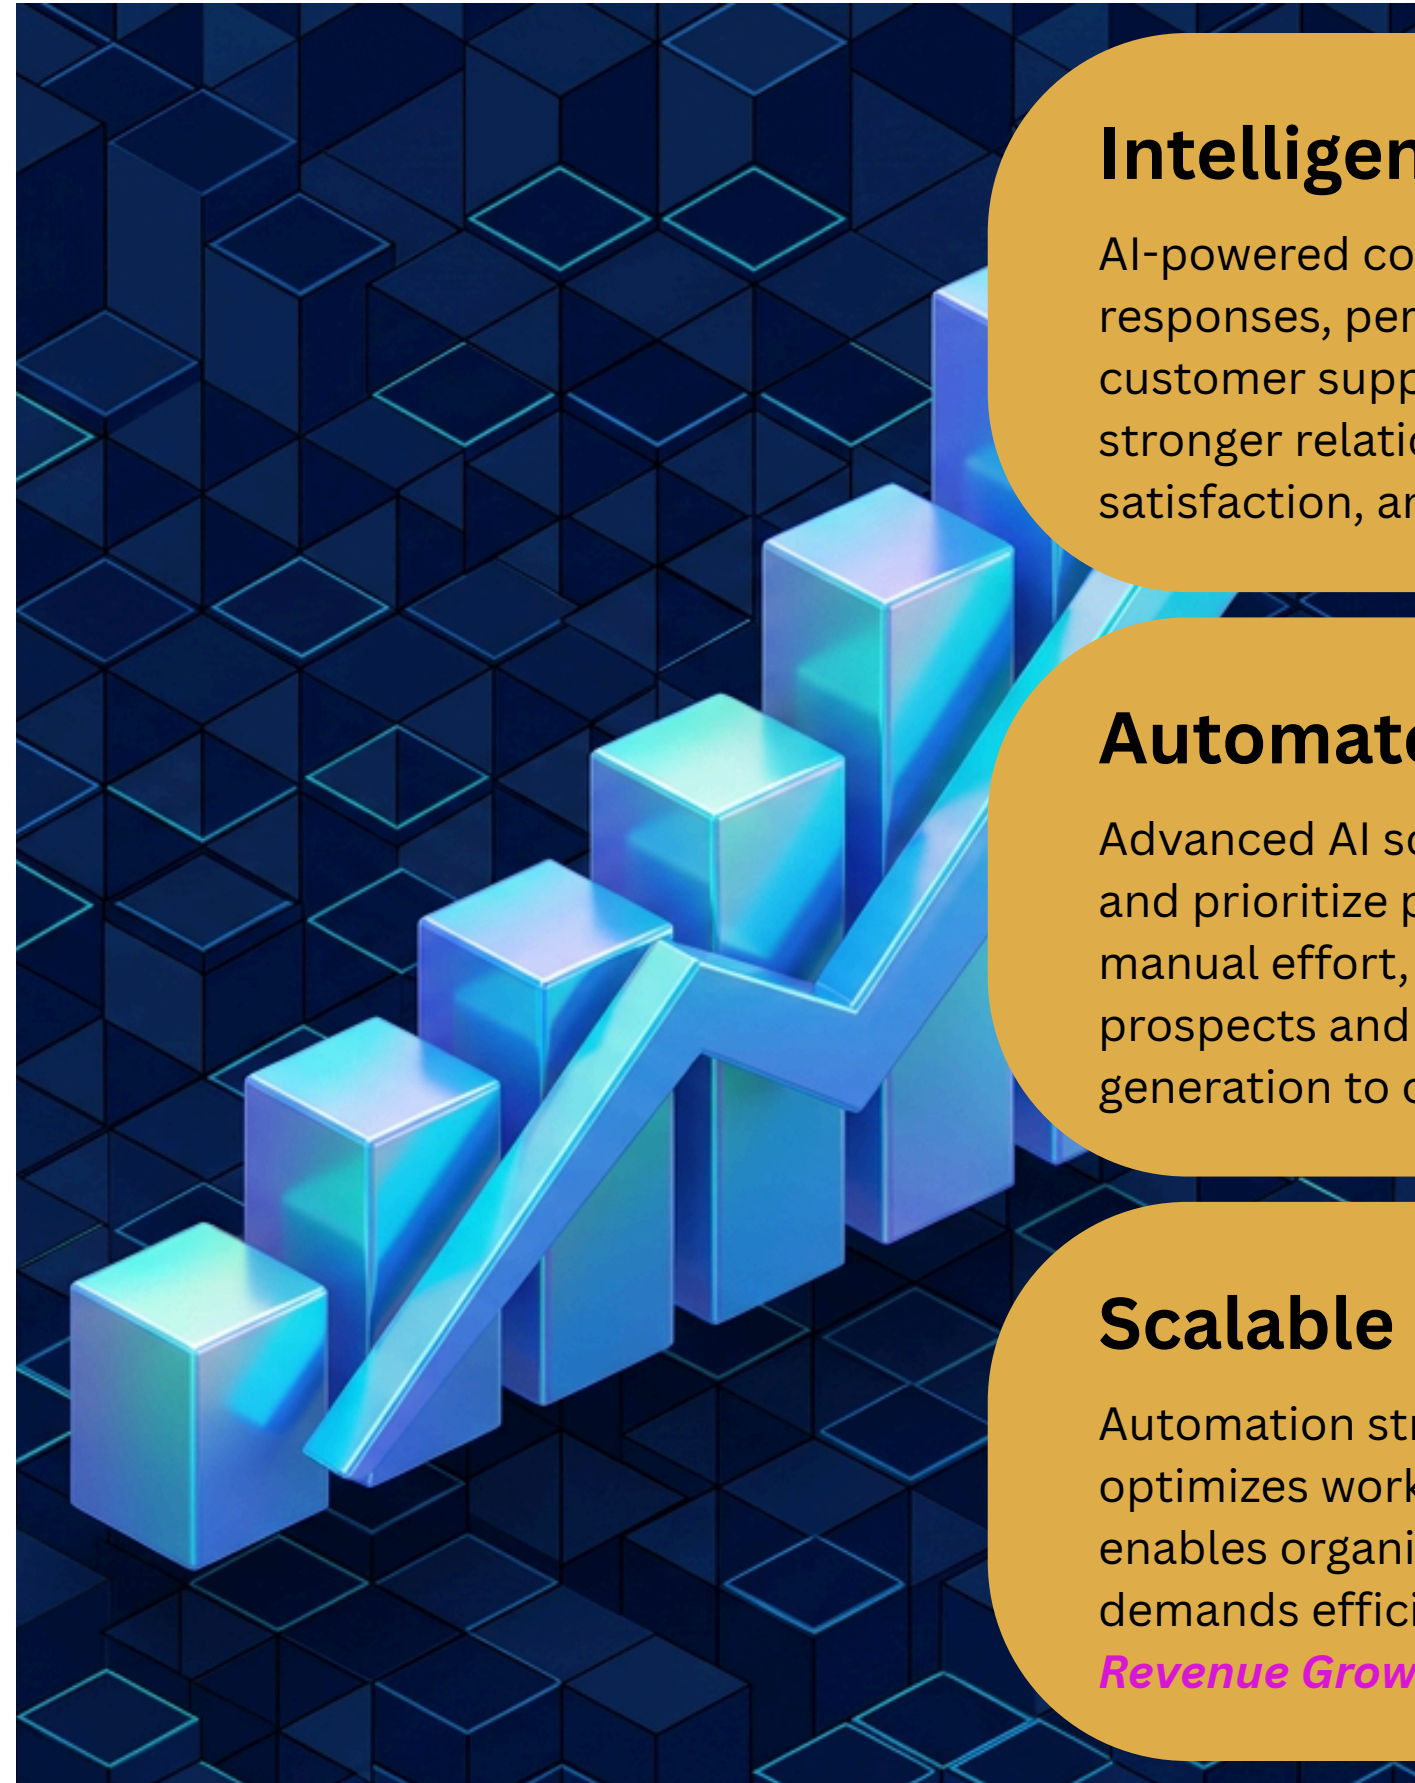 Intelligen
AI-powered co
responses, per
customer supp
stronger relatio
satisfaction, an
Automate
Advanced AI so
and prioritize p
manual effort,
prospects and
generation to c
Scalable
Automation str
optimizes work
enables organi
demands effici
Revenue Grow